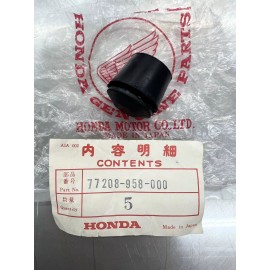 HONDA
GENUINE PARTS
HONDA MOTOR CO.,LTD.
内容明細
CONTENTS
部品番号
Part No.
77208-958-000
数量
Quantity
5
HONDA
Made in Japan